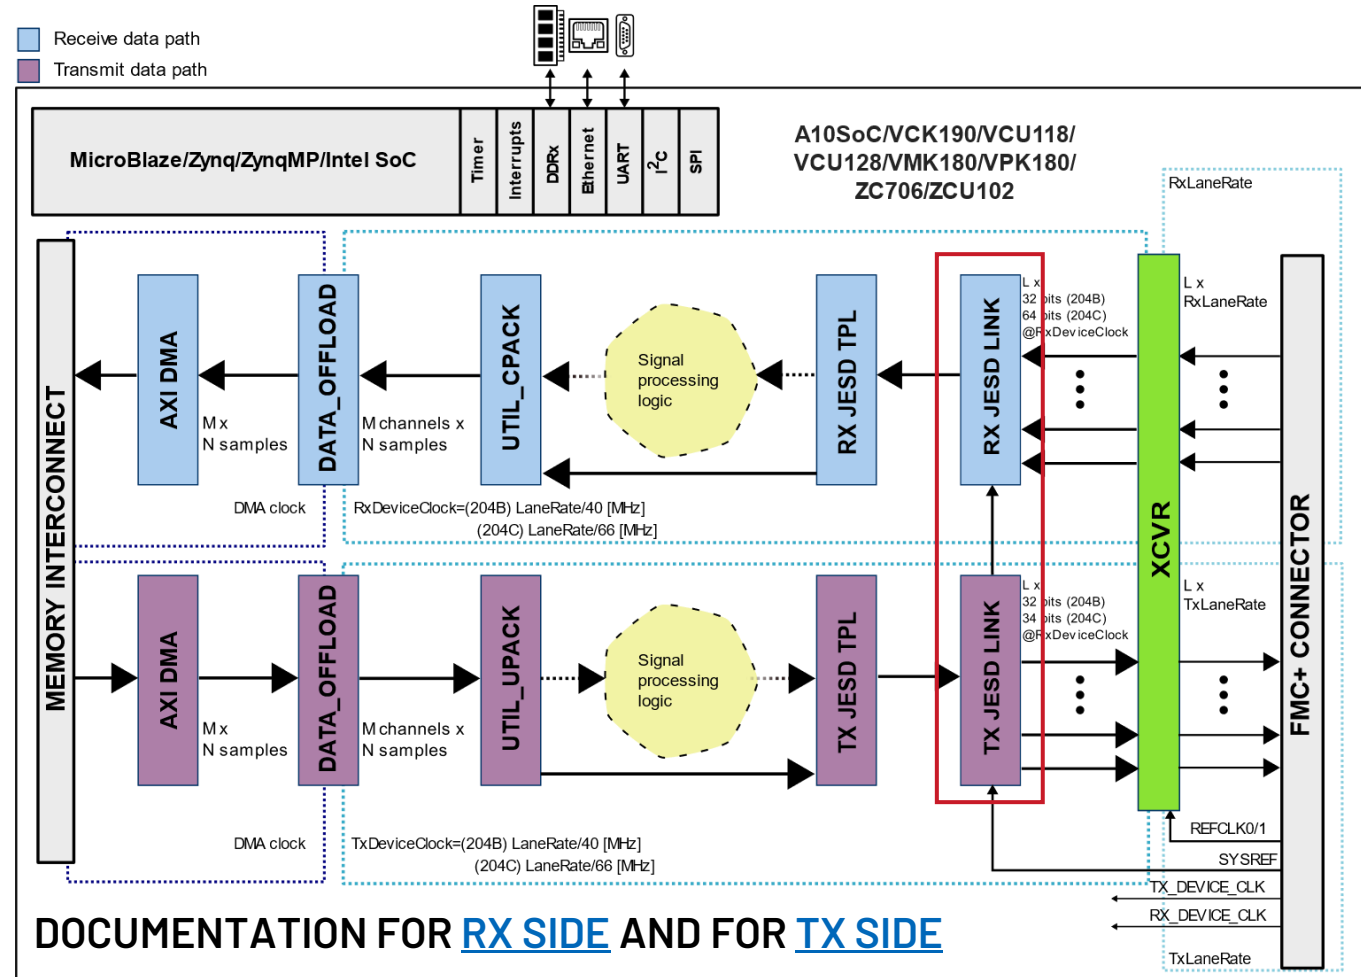 Receive data path
Transmit data path
MicroBlaze/Zynq/ZynqMP/Intel SoC
Timer
Interrupts
DDRx
Ethernet
UART
I²C
SPI
A10SoC/VCK190/VCU118/
VCU128/VMK180/VPK180/
ZC706/ZCU102
RxLaneRate
MEMORY INTERCONNECT
AXI DMA
M x
N samples
DATA_OFFLOAD
M channels x
N samples
UTIL_CPACK
Signal
processing
logic
RX JESD TPL
RX JESD LINK
L x
32 bits (204B)
64 bits (204C)
@RxDeviceClock
XCVR
L x
RxLaneRate
FMC+ CONNECTOR
DMA clock
RxDeviceClock=(204B) LaneRate/40 [MHz]
(204C) LaneRate/66 [MHz]
AXI DMA
M x
N samples
DATA_OFFLOAD
M channels x
N samples
UTIL_UPACK
Signal
processing
logic
TX JESD TPL
TX JESD LINK
L x
32 bits (204B)
34 bits (204C)
@RxDeviceClock
L x
TxLaneRate
DMA clock
TxDeviceClock=(204B) LaneRate/40 [MHz]
(204C) LaneRate/66 [MHz]
REFCLK0/1
SYSREF
TX_DEVICE_CLK
RX_DEVICE_CLK
TxLaneRate
DOCUMENTATION FOR RX SIDE AND FOR TX SIDE